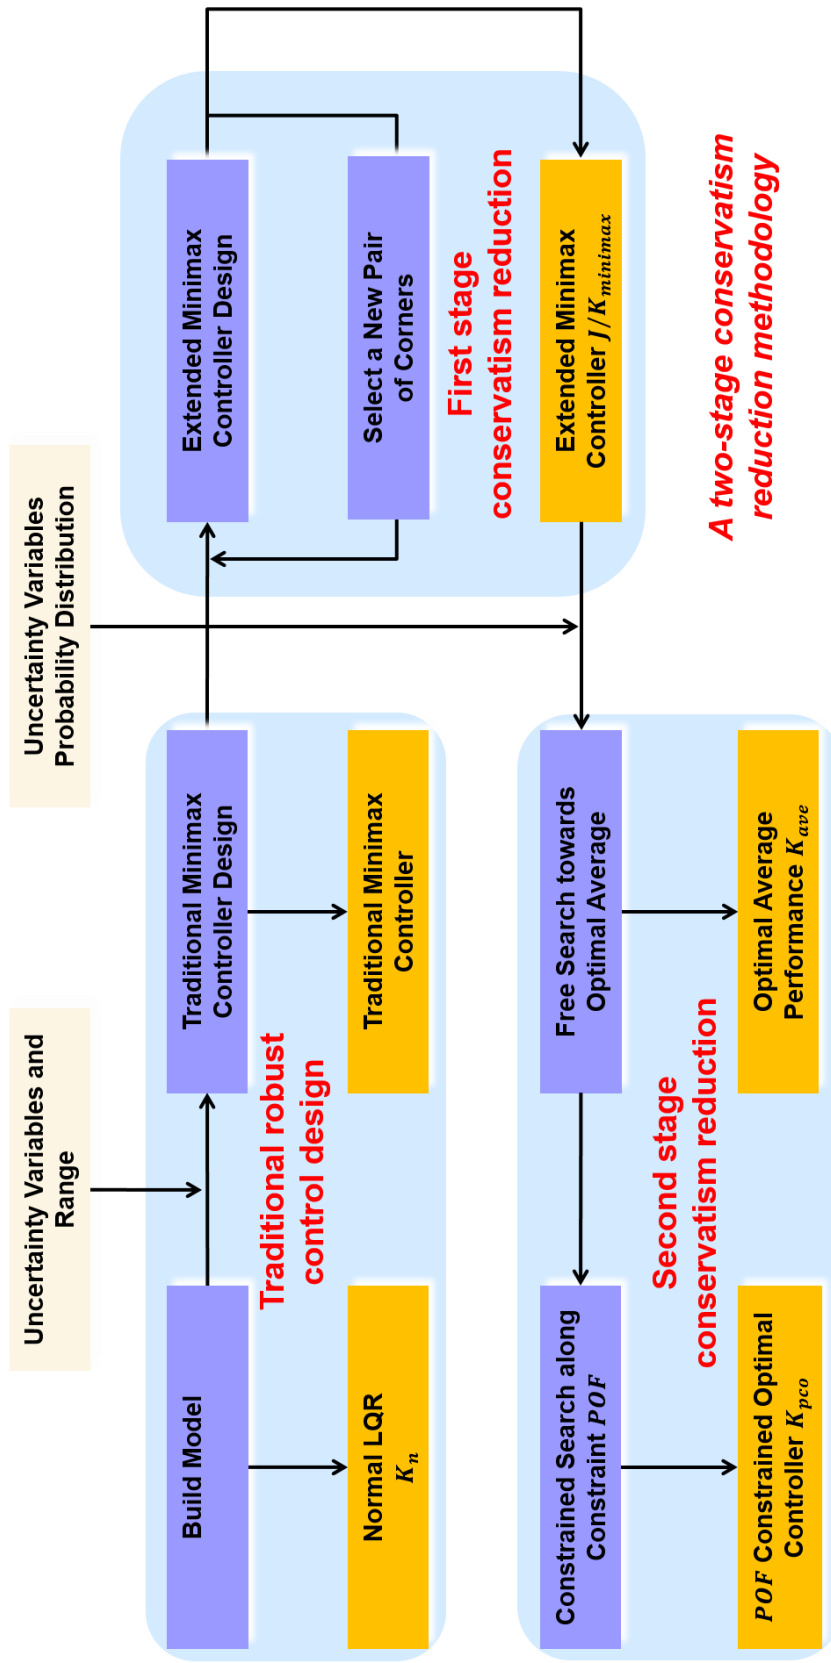 Uncertainty Variables and
Range
Uncertainty Variables
Probability Distribution
Build Model
Traditional Minimax
Controller Design
Extended Minimax
Controller Design
Normal LQR
K_n
Traditional robust
control design
Traditional Minimax
Controller
Select a New Pair
of Corners
First stage
conservatism reduction
Constrained Search along
Constraint POF
Free Search towards
Optimal Average
Extended Minimax
Controller J/K_minimax
Second stage
conservatism reduction
POF Constrained Optimal
Controller K_pco
Optimal Average
Performance K_ave
A two-stage conservatism
reduction methodology